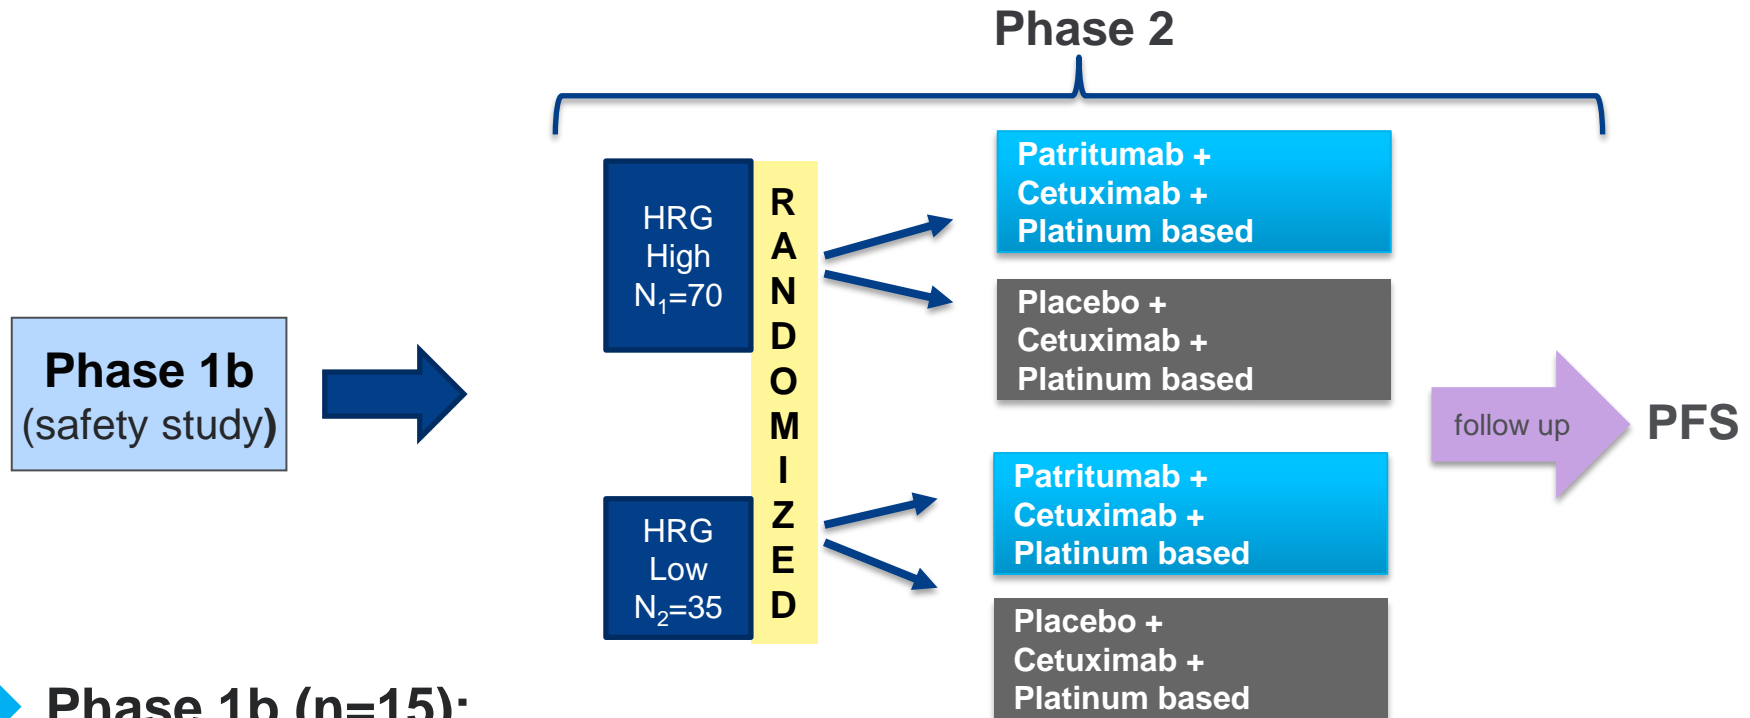 Phase 2
Phase 1b
(safety study)
HRG
High
N₁=70
HRG
Low
N₂=35
R
A
N
D
O
M
I
Z
E
D
Patritumab +
Cetuximab +
Platinum based
Placebo +
Cetuximab +
Platinum based
Patritumab +
Cetuximab +
Platinum based
Placebo +
Cetuximab +
Platinum based
follow up
PFS
Phase 1b (n=15):